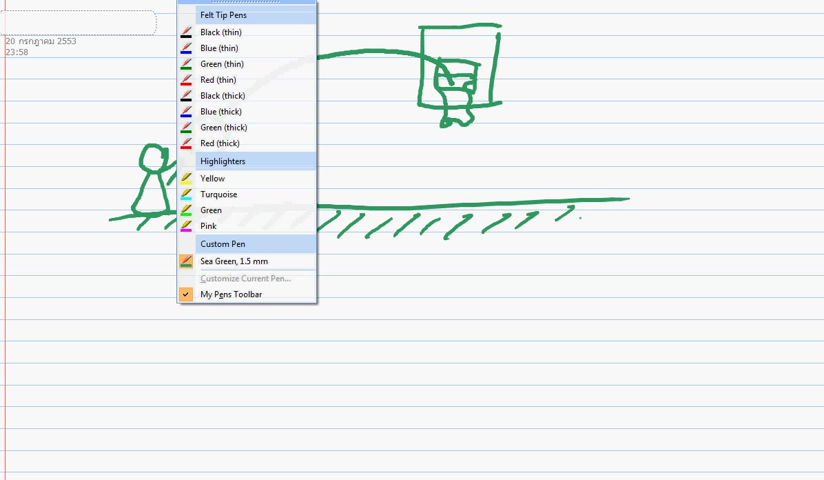 20 กรกฎาคม 2553
23:58
Felt Tip Pens
Black (thin)
Blue (thin)
Green (thin)
Red (thin)
Black (thick)
Blue (thick)
Green (thick)
Red (thick)
Highlighters
Yellow
Turquoise
Green
Pink
Custom Pen
Sea Green, 1.5 mm
Customize Current Pen...
My Pens Toolbar